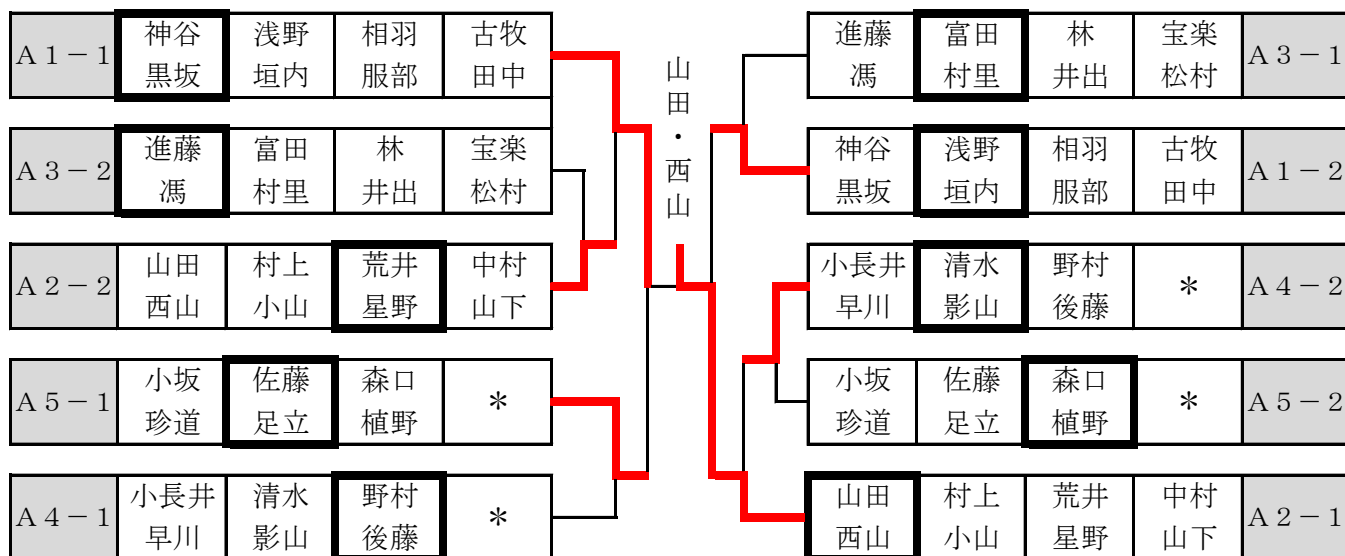 A1-1 神谷 浅野 相羽 古牧
黒坂 垣内 服部 田中
A3-2 進藤 富田 林 宝楽
馮 村里 井出 松村
A2-2 山田 村上 荒井 中村
西山 小山 星野 山下
A5-1 小坂 佐藤 森口 *
珍道 足立 植野
A4-1 小長井 清水 野村 *
早川 影山 後藤
山田・西山
進藤 富田 林 宝楽 A3-1
馮 村里 井出 松村
神谷 浅野 相羽 古牧 A1-2
黒坂 垣内 服部 田中
小長井 清水 野村 * A4-2
早川 影山 後藤
小坂 佐藤 森口 * A5-2
珍道 足立 植野
山田 村上 荒井 中村 A2-1
西山 小山 星野 山下